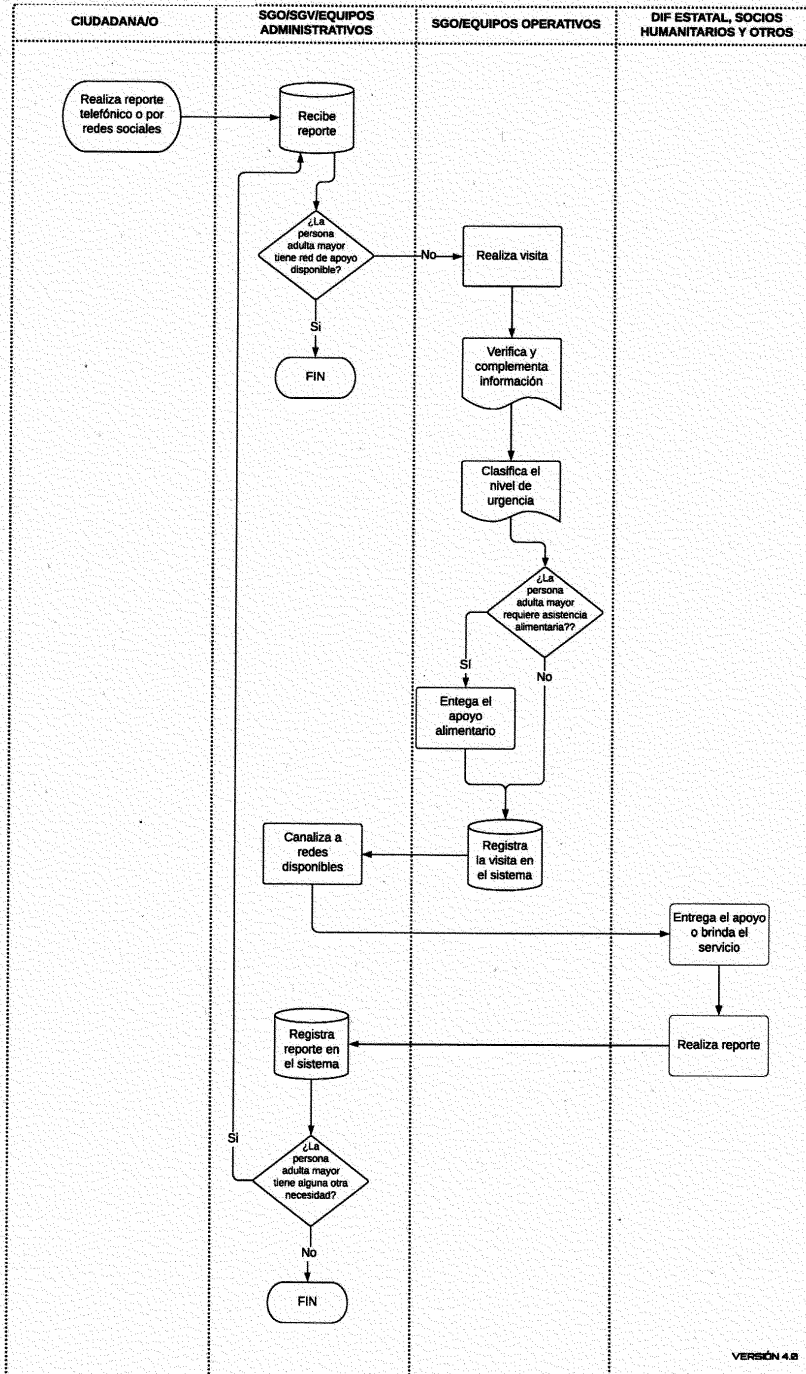 CIUDADANA/O
SGO/SGV/EQUIPOS
ADMINISTRATIVOS
SGO/EQUIPOS OPERATIVOS
DIF ESTATAL, SOCIOS
HUMANITARIOS Y OTROS
Realiza reporte
telefónico o por
redes sociales
Recibe
reporte
¿La
persona
adulta mayor
tiene red de apoyo
disponible?
No
Realiza visita
Si
FIN
Verifica y
complementa
información
Clasifica el
nivel de
urgencia
¿La
persona
adulta mayor
requiere asistencia
alimentaria??
Sí
No
Entega el
apoyo
alimentario
Canaliza a
redes
disponibles
Registra
la visita en
el sistema
Entrega el apoyo
o brinda el
servicio
Registra
reporte en
el sistema
Realiza reporte
Si
¿La
persona
adulta mayor
tiene alguna otra
necesidad?
No
FIN
VERSIÓN 4.0